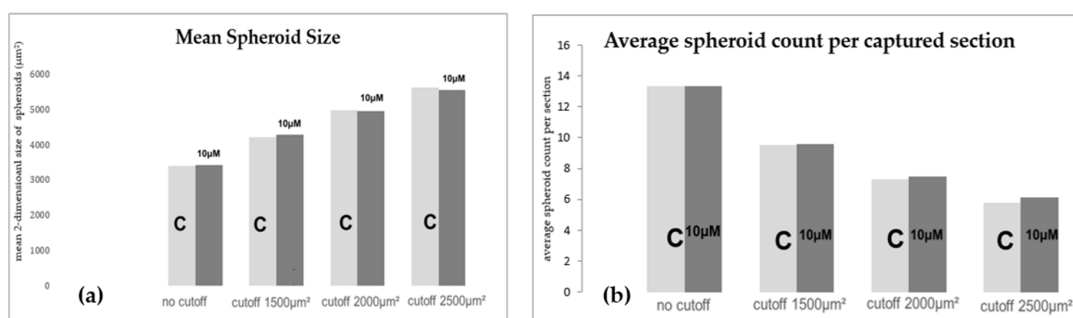 Mean Spheroid Size
mean 2-dimensioanl size of spheroids (µm²)
6000
5000
4000
3000
2000
1000
0
10µM
10µM
10µM
10µM
C
C
C
C
no cutoff
cutoff 1500µm²
cutoff 2000µm²
cutoff 2500µm²
(a)
Average spheroid count per captured section
average spheroid count per section
16
14
12
10
8
6
4
2
0
C 10µM
C 10µM
C 10µM
C 10µM
no cutoff
cutoff 1500µm²
cutoff 2000µm²
cutoff 2500µm²
(b)